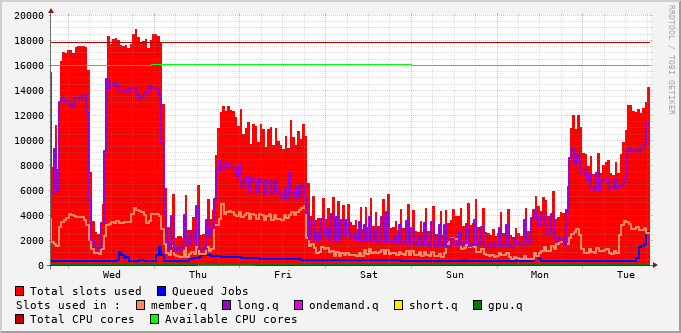 20000
18000
16000
14000
12000
10000
8000
6000
4000
2000
0
Wed Thu Fri Sat Sun Mon Tue
RRDTOOL / TOBI OETIKER
Total slots used Queued Jobs
Slots used in : member.q long.q ondemand.q short.q gpu.q
Total CPU cores Available CPU cores